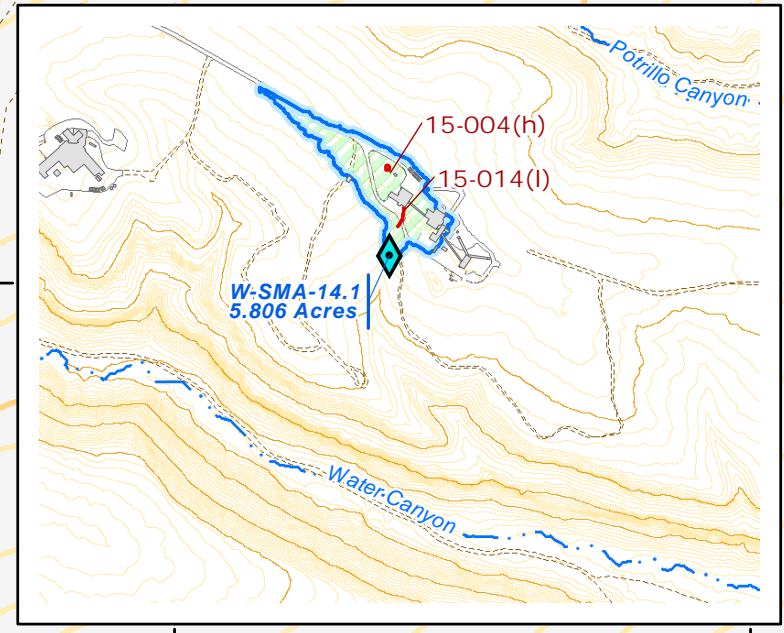 Potrillo Canyon
15-004(h)
15-014(l)
W-SMA-14.1
5.806 Acres
Water Canyon